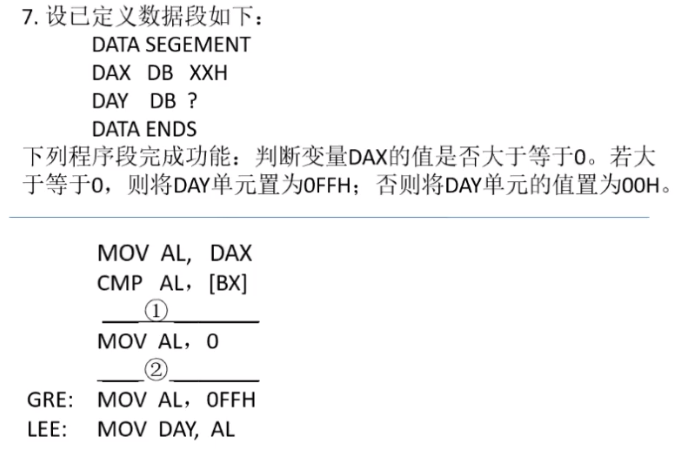 7. 设已定义数据段如下：
DATA SEGEMENT
DAX DB XXH
DAY DB ?
DATA ENDS
下列程序段完成功能：判断变量DAX的值是否大于等于0。若大
于等于0，则将DAY单元置为0FFH；否则将DAY单元的值置为00H。
MOV AL, DAX
CMP AL，[BX]
____①________
MOV AL，0
____②________
GRE: MOV AL，0FFH
LEE: MOV DAY, AL